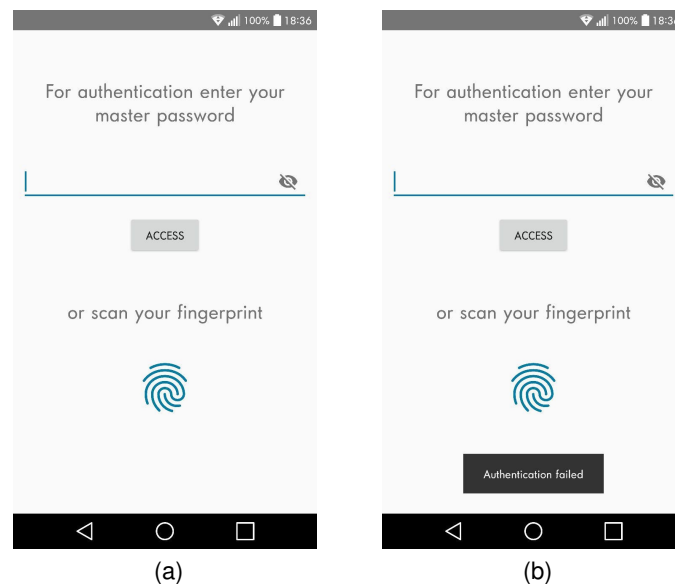 100% 18:36
For authentication enter your
master password
ACCESS
or scan your fingerprint
(a)
100% 18:36
For authentication enter your
master password
ACCESS
or scan your fingerprint
Authentication failed
(b)